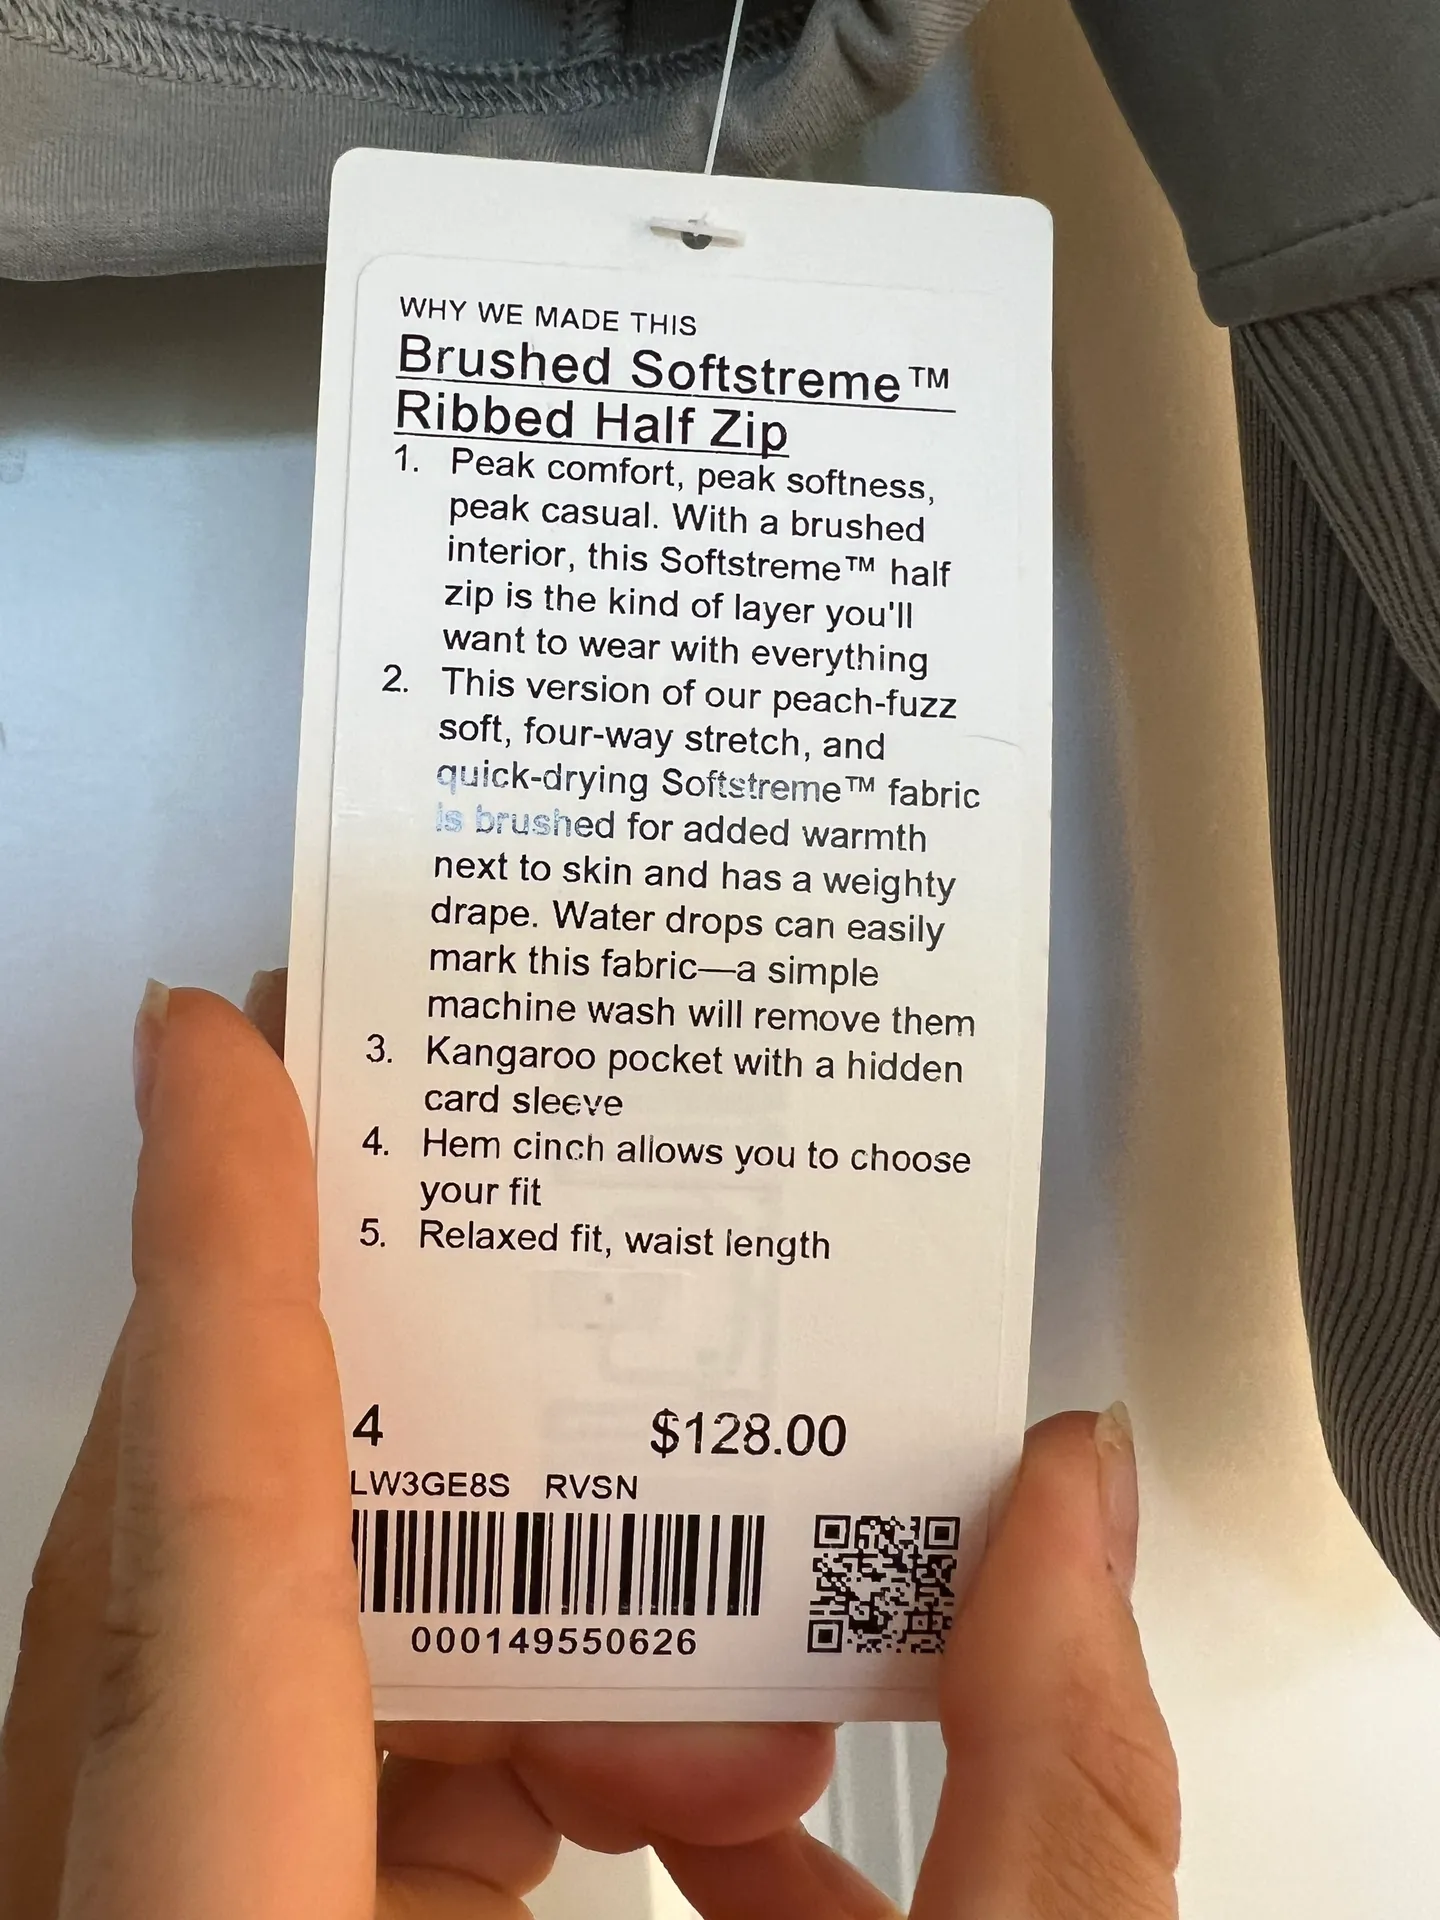 WHY WE MADE THIS
Brushed Softstreme™
Ribbed Half Zip
1. Peak comfort, peak softness,
peak casual. With a brushed
interior, this Softstreme™ half
zip is the kind of layer you'll
want to wear with everything
2. This version of our peach-fuzz
soft, four-way stretch, and
quick-drying Softstreme™ fabric
is brushed for added warmth
next to skin and has a weighty
drape. Water drops can easily
mark this fabric—a simple
machine wash will remove them
3. Kangaroo pocket with a hidden
card sleeve
4. Hem cinch allows you to choose
your fit
5. Relaxed fit, waist length
4 $128.00
LW3GE8S RVSN
000149550626